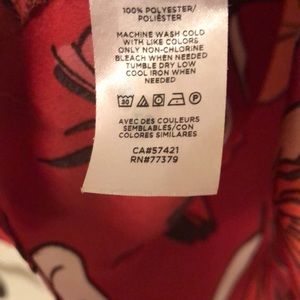 100% POLYESTER/
POLIÉSTER
MACHINE WASH COLD
WITH LIKE COLORS
ONLY NON-CHLORINE
BLEACH WHEN NEEDED
TUMBLE DRY LOW
COOL IRON WHEN
NEEDED
AVEC DES COULEURS
SEMBLABLES/CON
COLORES SIMILARES
CA#57421
RN#77379